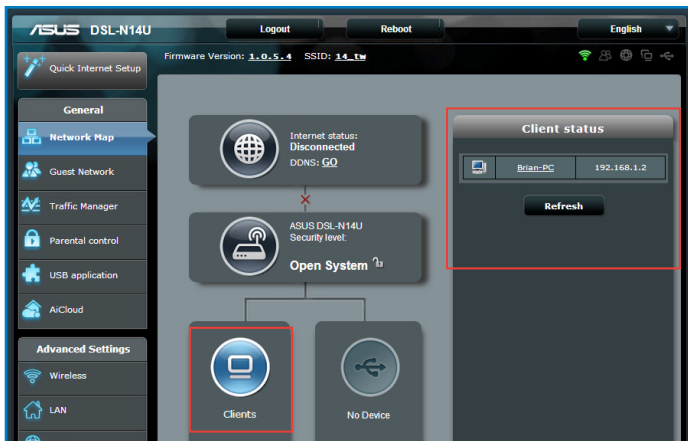 ASUS DSL-N14U
Logout
Reboot
English
Quick Internet Setup
Firmware Version: 1.0.5.4 SSID: 14_tw
General
Network Map
Guest Network
Traffic Manager
Parental control
USB application
AiCloud
Advanced Settings
Wireless
LAN
Internet status:
Disconnected
DDNS: GO
ASUS DSL-N14U
Security level:
Open System
Clients
No Device
Client status
Brian-PC 192.168.1.2
Refresh